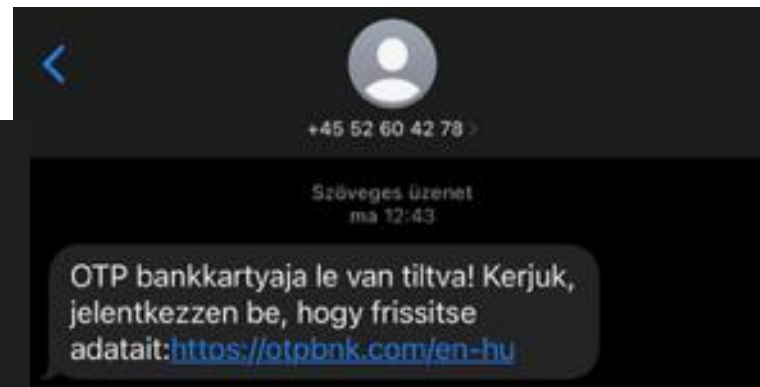 +45 52 60 42 78 >
Szöveges üzenet
ma 12:43
OTP bankkartyaja le van tiltva! Kerjuk,
jelentkezzen be, hogy frissitse
adatait:https://otpbnk.com/en-hu